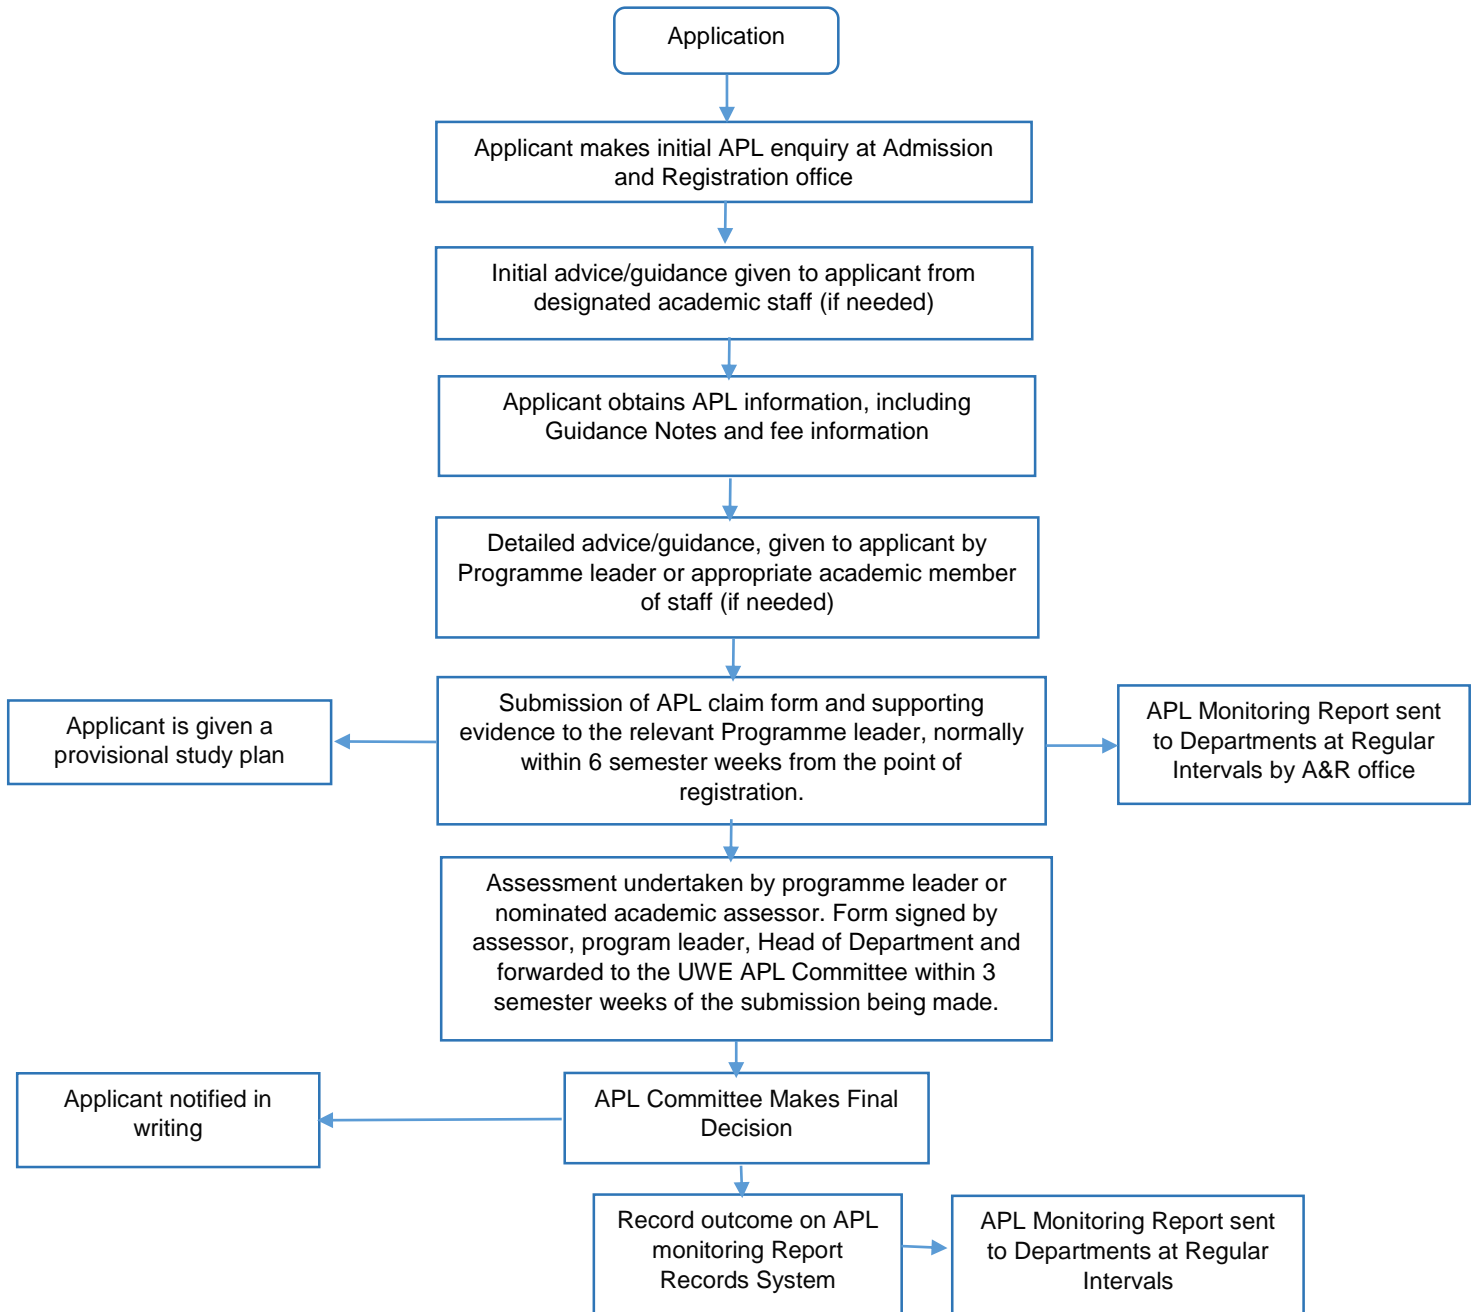 Application
Applicant makes initial APL enquiry at Admission
and Registration office
Initial advice/guidance given to applicant from
designated academic staff (if needed)
Applicant obtains APL information, including
Guidance Notes and fee information
Detailed advice/guidance, given to applicant by
Programme leader or appropriate academic member
of staff (if needed)
Applicant is given a
provisional study plan
Submission of APL claim form and supporting
evidence to the relevant Programme leader, normally
within 6 semester weeks from the point of
registration.
APL Monitoring Report sent
to Departments at Regular
Intervals by A&R office
Assessment undertaken by programme leader or
nominated academic assessor. Form signed by
assessor, program leader, Head of Department and
forwarded to the UWE APL Committee within 3
semester weeks of the submission being made.
Applicant notified in
writing
APL Committee Makes Final
Decision
Record outcome on APL
monitoring Report
Records System
APL Monitoring Report sent
to Departments at Regular
Intervals